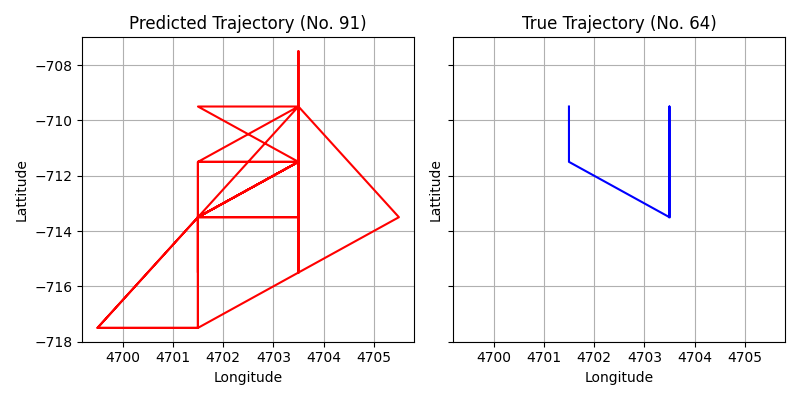 Predicted Trajectory (No. 91)
True Trajectory (No. 64)
−708
−710
−712
−714
−716
−718
Lattitude
Lattitude
4700 4701 4702 4703 4704 4705
4700 4701 4702 4703 4704 4705
Longitude
Longitude